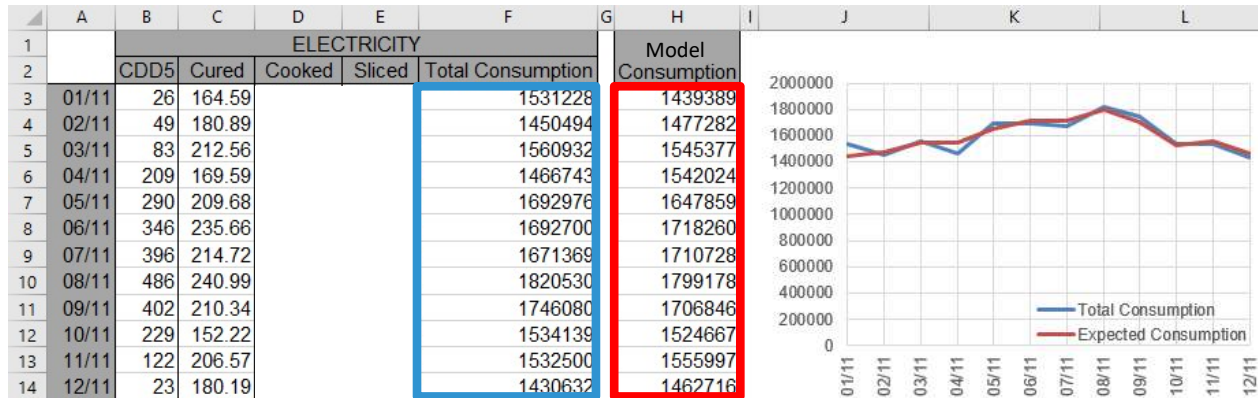 A B C D E F G H I J K L
1 ELECTRICITY Model
2 CDD5 Cured Cooked Sliced Total Consumption Consumption
3 01/11 26 164.59 1531228 1439389
4 02/11 49 180.89 1450494 1477282
5 03/11 83 212.56 1560932 1545377
6 04/11 209 169.59 1466743 1542024
7 05/11 290 209.68 1692976 1647859
8 06/11 346 235.66 1692700 1718260
9 07/11 396 214.72 1671369 1710728
10 08/11 486 240.99 1820530 1799178
11 09/11 402 210.34 1746080 1706846
12 10/11 229 152.22 1534139 1524667
13 11/11 122 206.57 1532500 1555997
14 12/11 23 180.19 1430632 1462716
2000000
1800000
1600000
1400000
1200000
1000000
800000
600000
400000
200000
0
Total Consumption
Expected Consumption
01/11 02/11 03/11 04/11 05/11 06/11 07/11 08/11 09/11 10/11 11/11 12/11